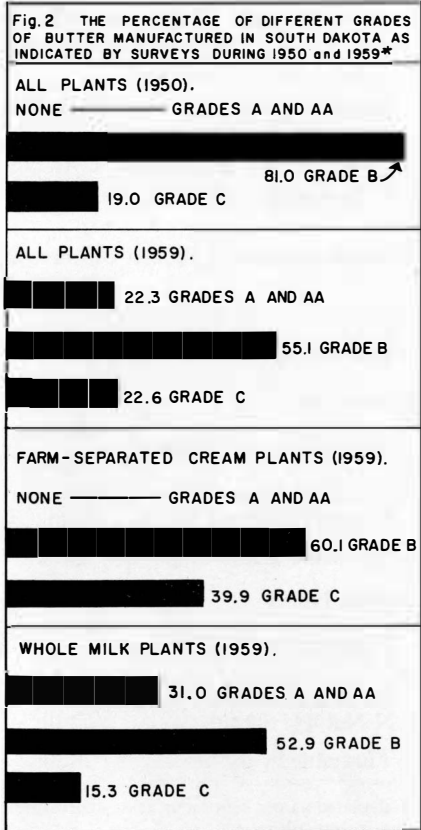 Fig. 2 THE PERCENTAGE OF DIFFERENT GRADES
OF BUTTER MANUFACTURED IN SOUTH DAKOTA AS
INDICATED BY SURVEYS DURING 1950 and 1959*
ALL PLANTS (1950).
NONE GRADES A AND AA
81.0 GRADE B
19.0 GRADE C
ALL PLANTS (1959).
22.3 GRADES A AND AA
55.1 GRADE B
22.6 GRADE C
FARM-SEPARATED CREAM PLANTS (1959).
NONE GRADES A AND AA
60.1 GRADE B
39.9 GRADE C
WHOLE MILK PLANTS (1959).
31.0 GRADES A AND AA
52.9 GRADE B
15.3 GRADE C